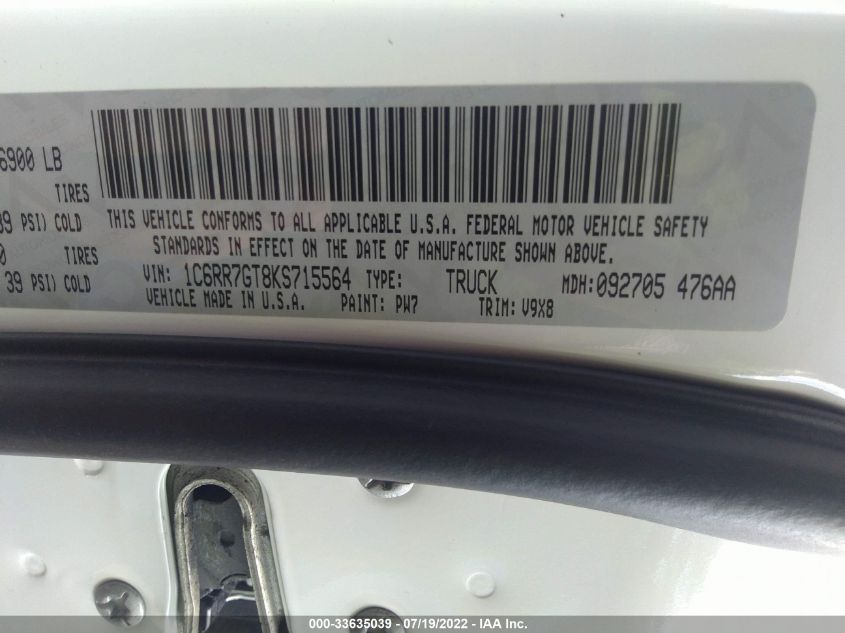 6900 LB
TIRES
39 PSI) COLD
TIRES
39 PSI) COLD
THIS VEHICLE CONFORMS TO ALL APPLICABLE U.S.A. FEDERAL MOTOR VEHICLE SAFETY
STANDARDS IN EFFECT ON THE DATE OF MANUFACTURE SHOWN ABOVE.
VIN: 1C6RR7GT8KS715564 TYPE: TRUCK MDH:092705 476AA
VEHICLE MADE IN U.S.A. PAINT: PW7 TRIM: V9X8
000-33635039 - 07/19/2022 - IAA Inc.